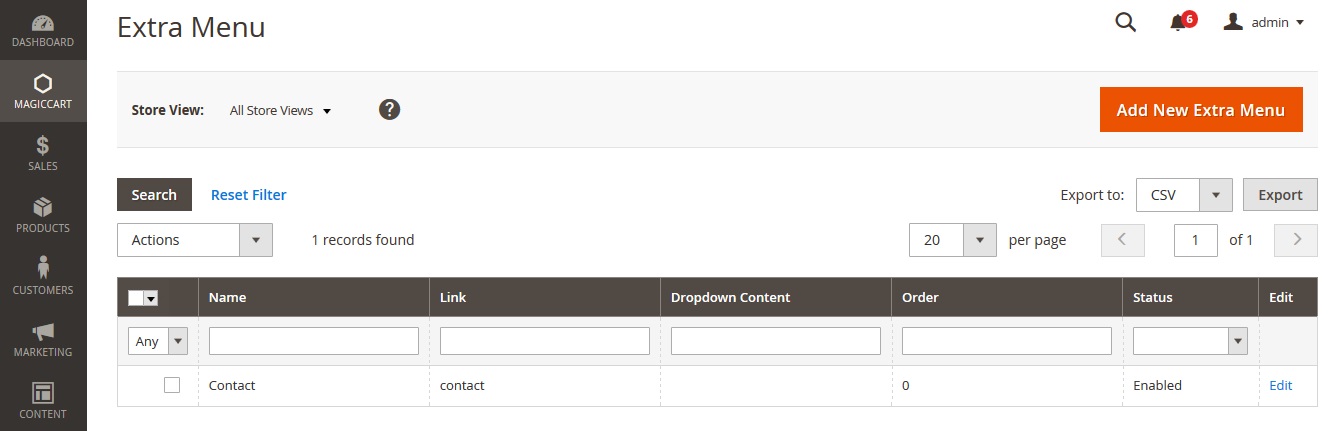 Extra Menu
6
admin
DASHBOARD
MAGICCART
SALES
PRODUCTS
CUSTOMERS
MARKETING
CONTENT
Store View: All Store Views ?
Add New Extra Menu
Search Reset Filter
Export to: CSV Export
Actions 1 records found
20 per page 1 of 1
Name Link Dropdown Content Order Status Edit
Any
Contact contact 0 Enabled Edit